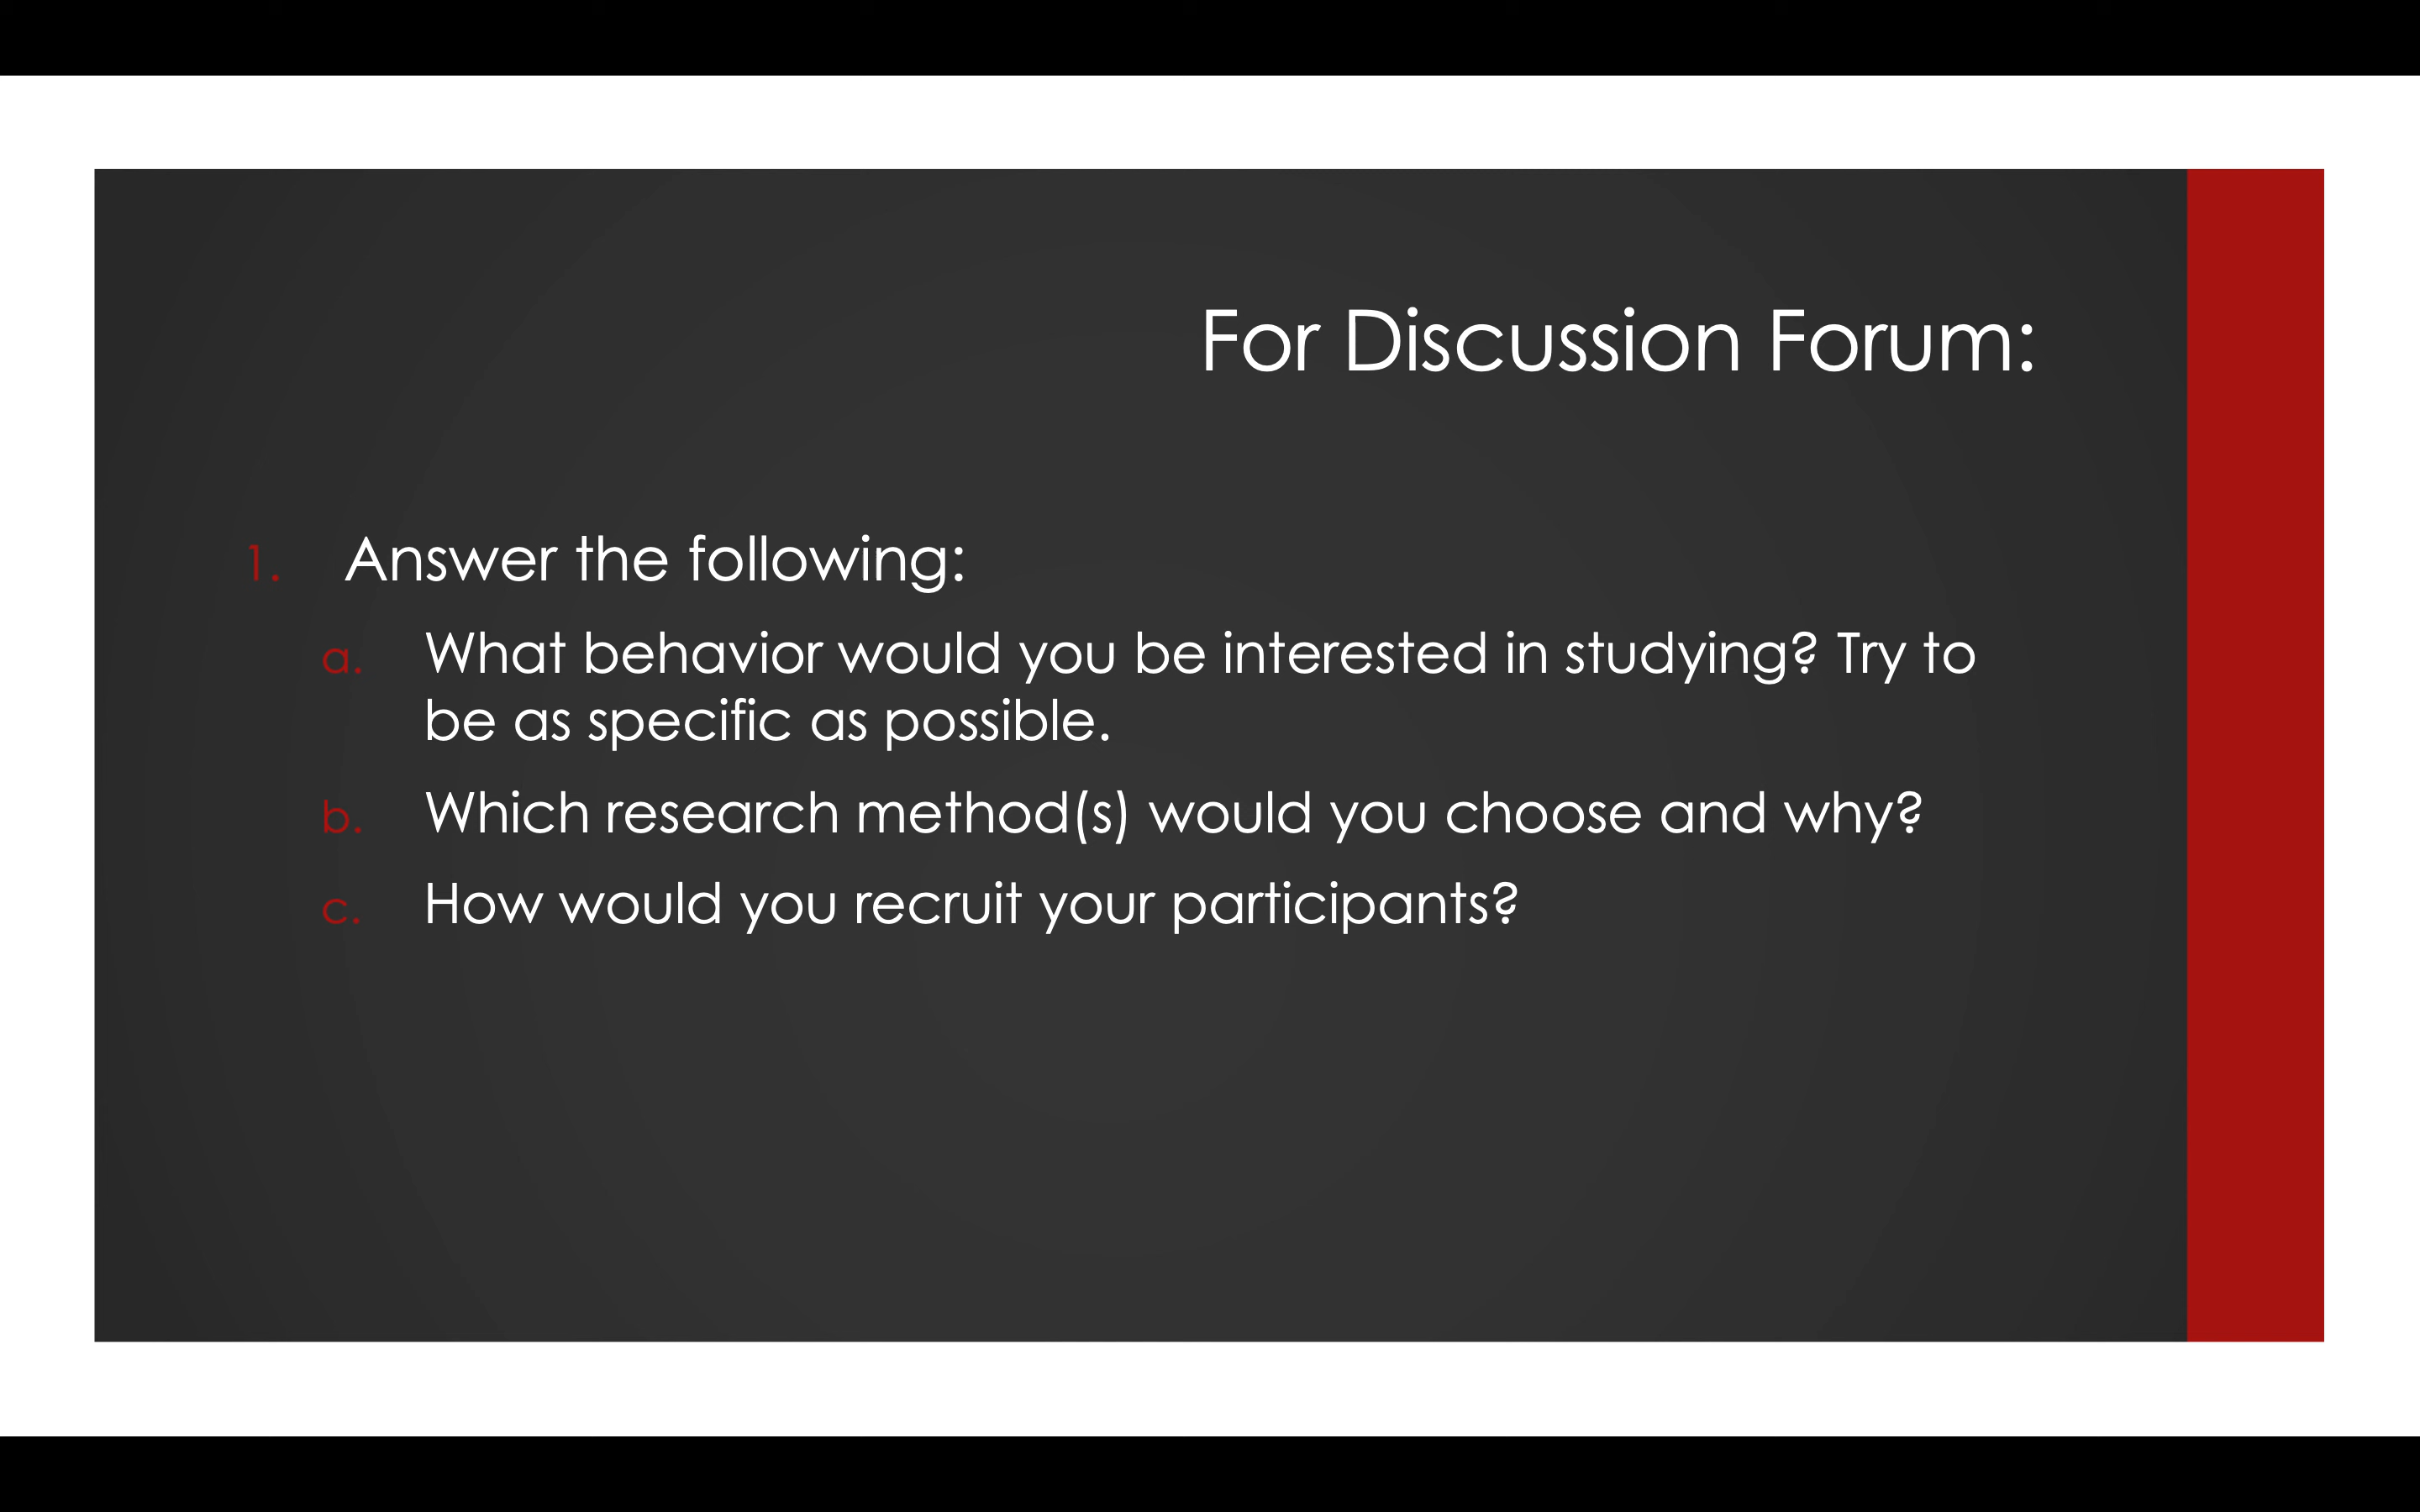 For Discussion Forum:
1. Answer the following:
a. What behavior would you be interested in studying? Try to
be as specific as possible.
b. Which research method(s) would you choose and why?
c. How would you recruit your participants?